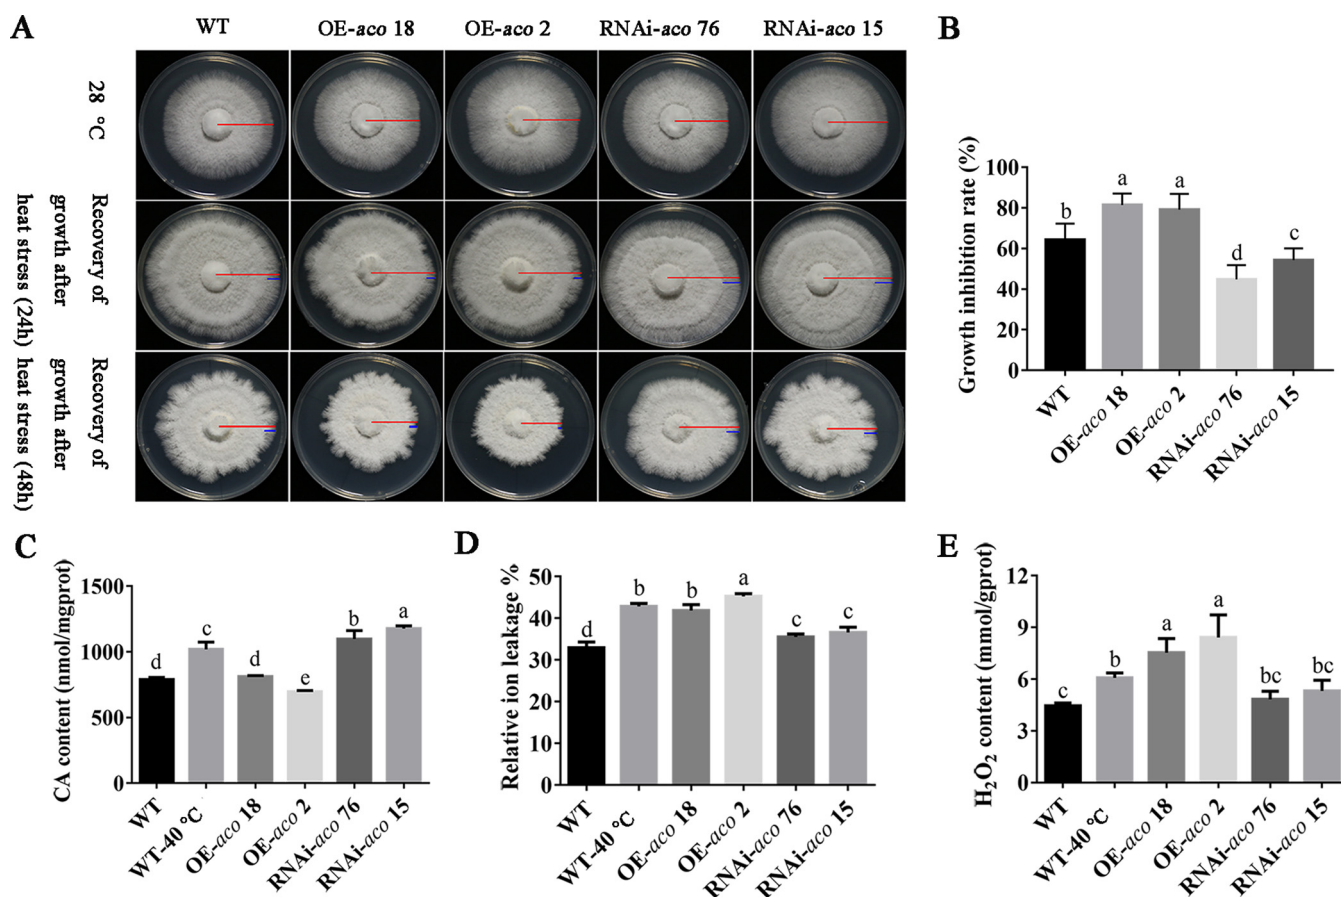 A
WT
OE-aco 18
OE-aco 2
RNAi-aco 76
RNAi-aco 15
28 °C
Recovery of
growth after
heat stress (24h)
Recovery of
growth after
heat stress (48h)
B
Growth inhibition rate (%)
100
80
60
40
20
0
b
a
a
d
c
WT
OE-aco 18
OE-aco 2
RNAi-aco 76
RNAi-aco 15
C
CA content (nmol/mgprot)
1500
1000
500
0
d
c
d
e
b
a
WT
WT-40 °C
OE-aco 18
OE-aco 2
RNAi-aco 76
RNAi-aco 15
D
Relative ion leakage %
50
40
30
20
10
0
d
b
b
a
c
c
WT
WT-40 °C
OE-aco 18
OE-aco 2
RNAi-aco 76
RNAi-aco 15
E
H₂O₂ content (mmol/gprot)
12
9
6
3
0
c
b
a
a
bc
bc
WT
WT-40 °C
OE-aco 18
OE-aco 2
RNAi-aco 76
RNAi-aco 15